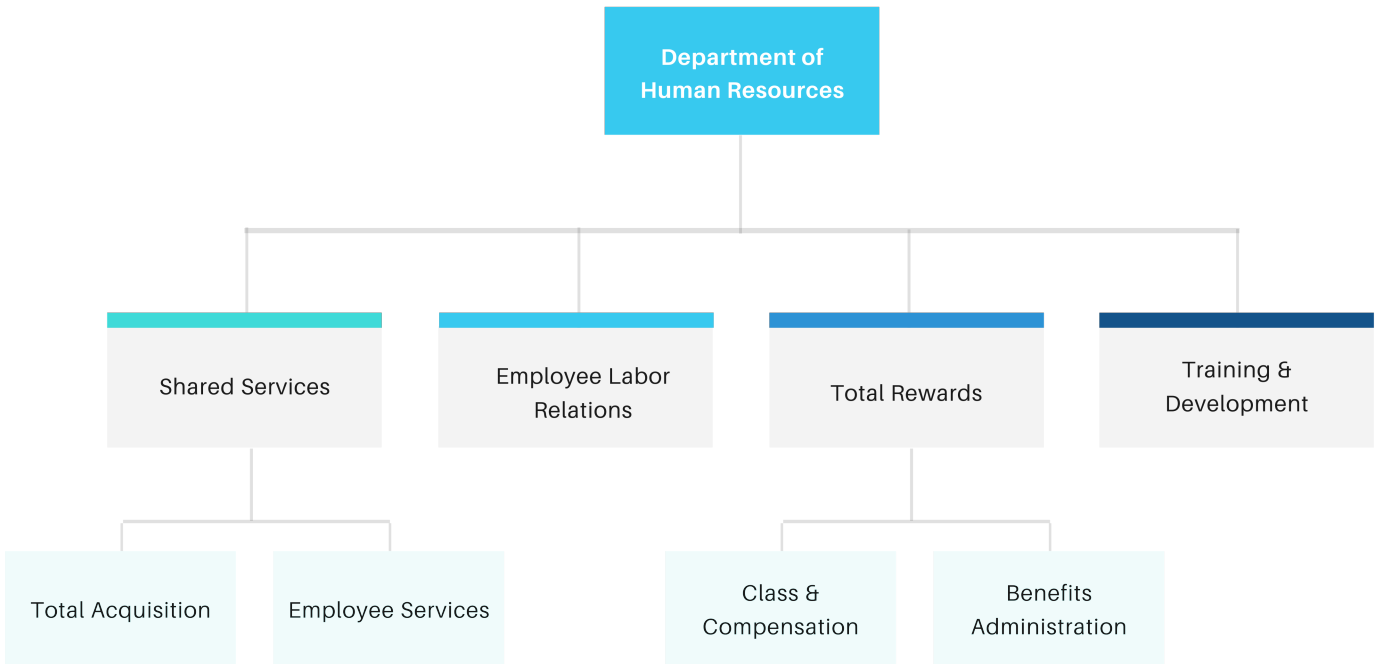 Department of
Human Resources
Shared Services
Employee Labor
Relations
Total Rewards
Training &
Development
Total Acquisition
Employee Services
Class &
Compensation
Benefits
Administration